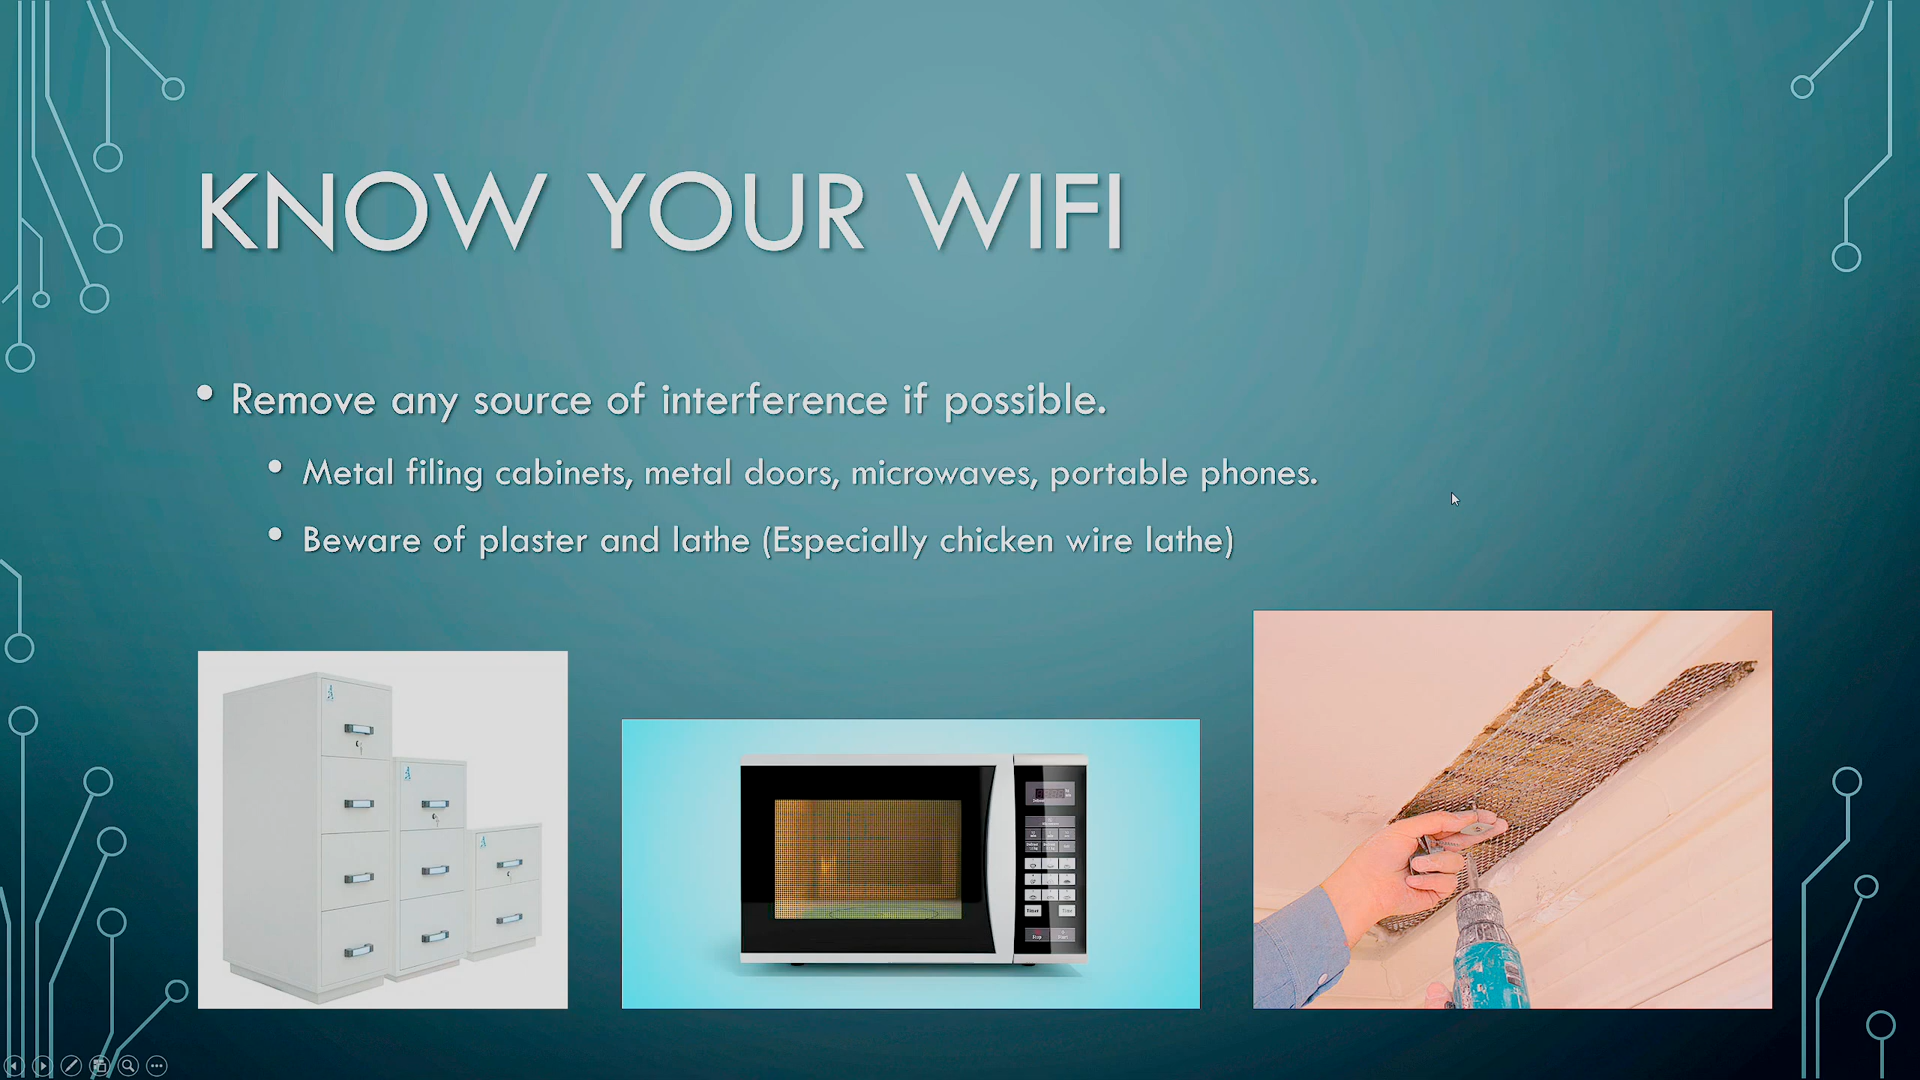 KNOW YOUR WIFI
• Remove any source of interference if possible.
• Metal filing cabinets, metal doors, microwaves, portable phones.
• Beware of plaster and lathe (Especially chicken wire lathe)